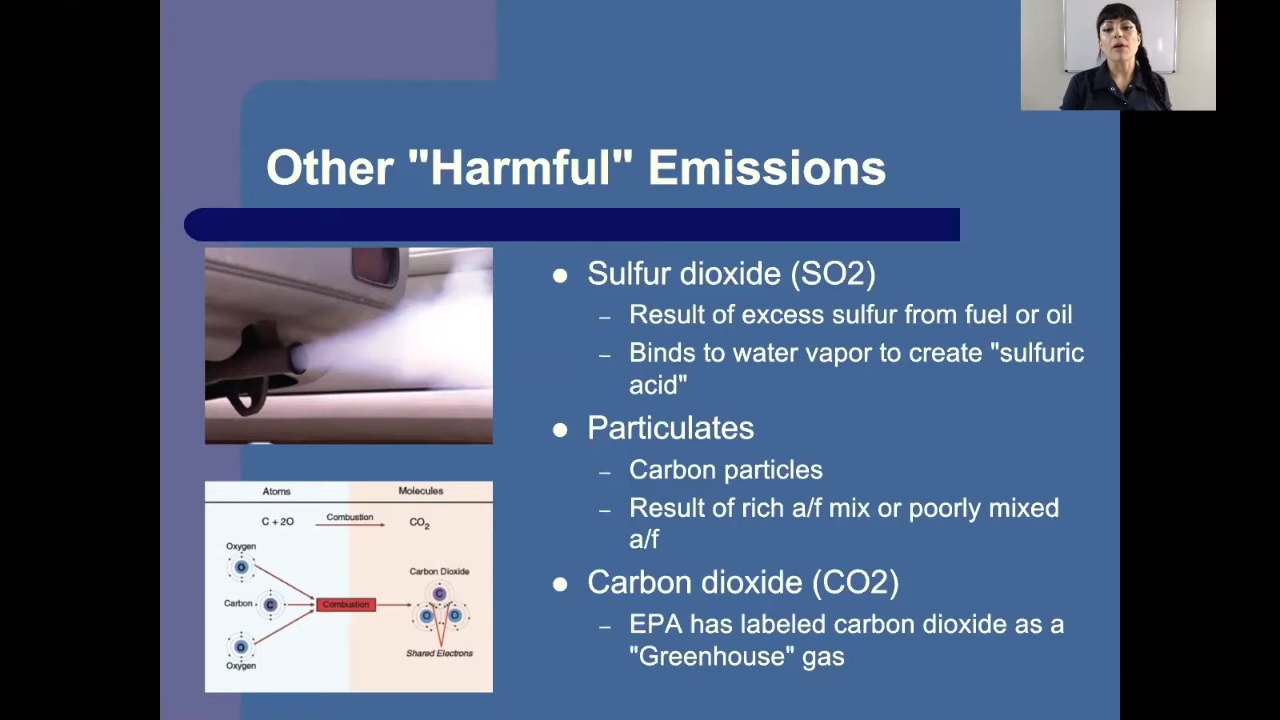 Other "Harmful" Emissions
● Sulfur dioxide (SO2)
– Result of excess sulfur from fuel or oil
– Binds to water vapor to create "sulfuric
acid"
● Particulates
– Carbon particles
– Result of rich a/f mix or poorly mixed
a/f
● Carbon dioxide (CO2)
– EPA has labeled carbon dioxide as a
"Greenhouse" gas
Atoms Molecules
C + 2O Combustion CO₂
Oxygen
O
Carbon Dioxide
Carbon C Combustion C
O O
O
Shared Electrons
Oxygen